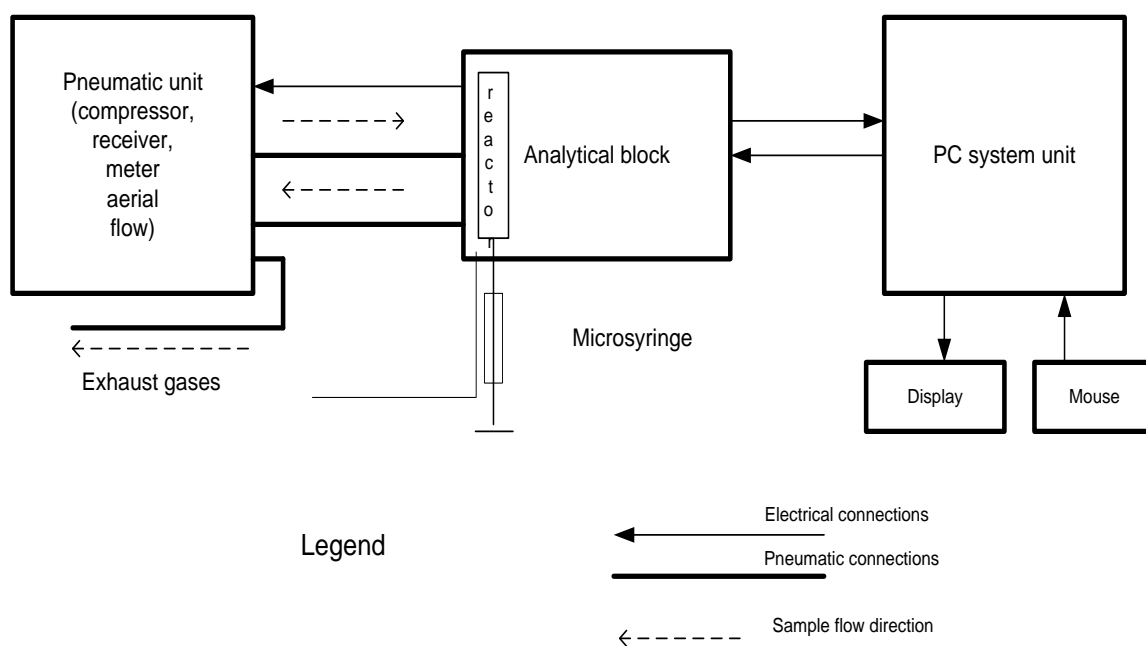 Pneumatic unit
(compressor,
receiver,
meter
aerial
flow)
r
e
a
c
t
o
r
Analytical block
PC system unit
Microsyringe
Exhaust gases
Display
Mouse
Legend
Electrical connections
Pneumatic connections
Sample flow direction